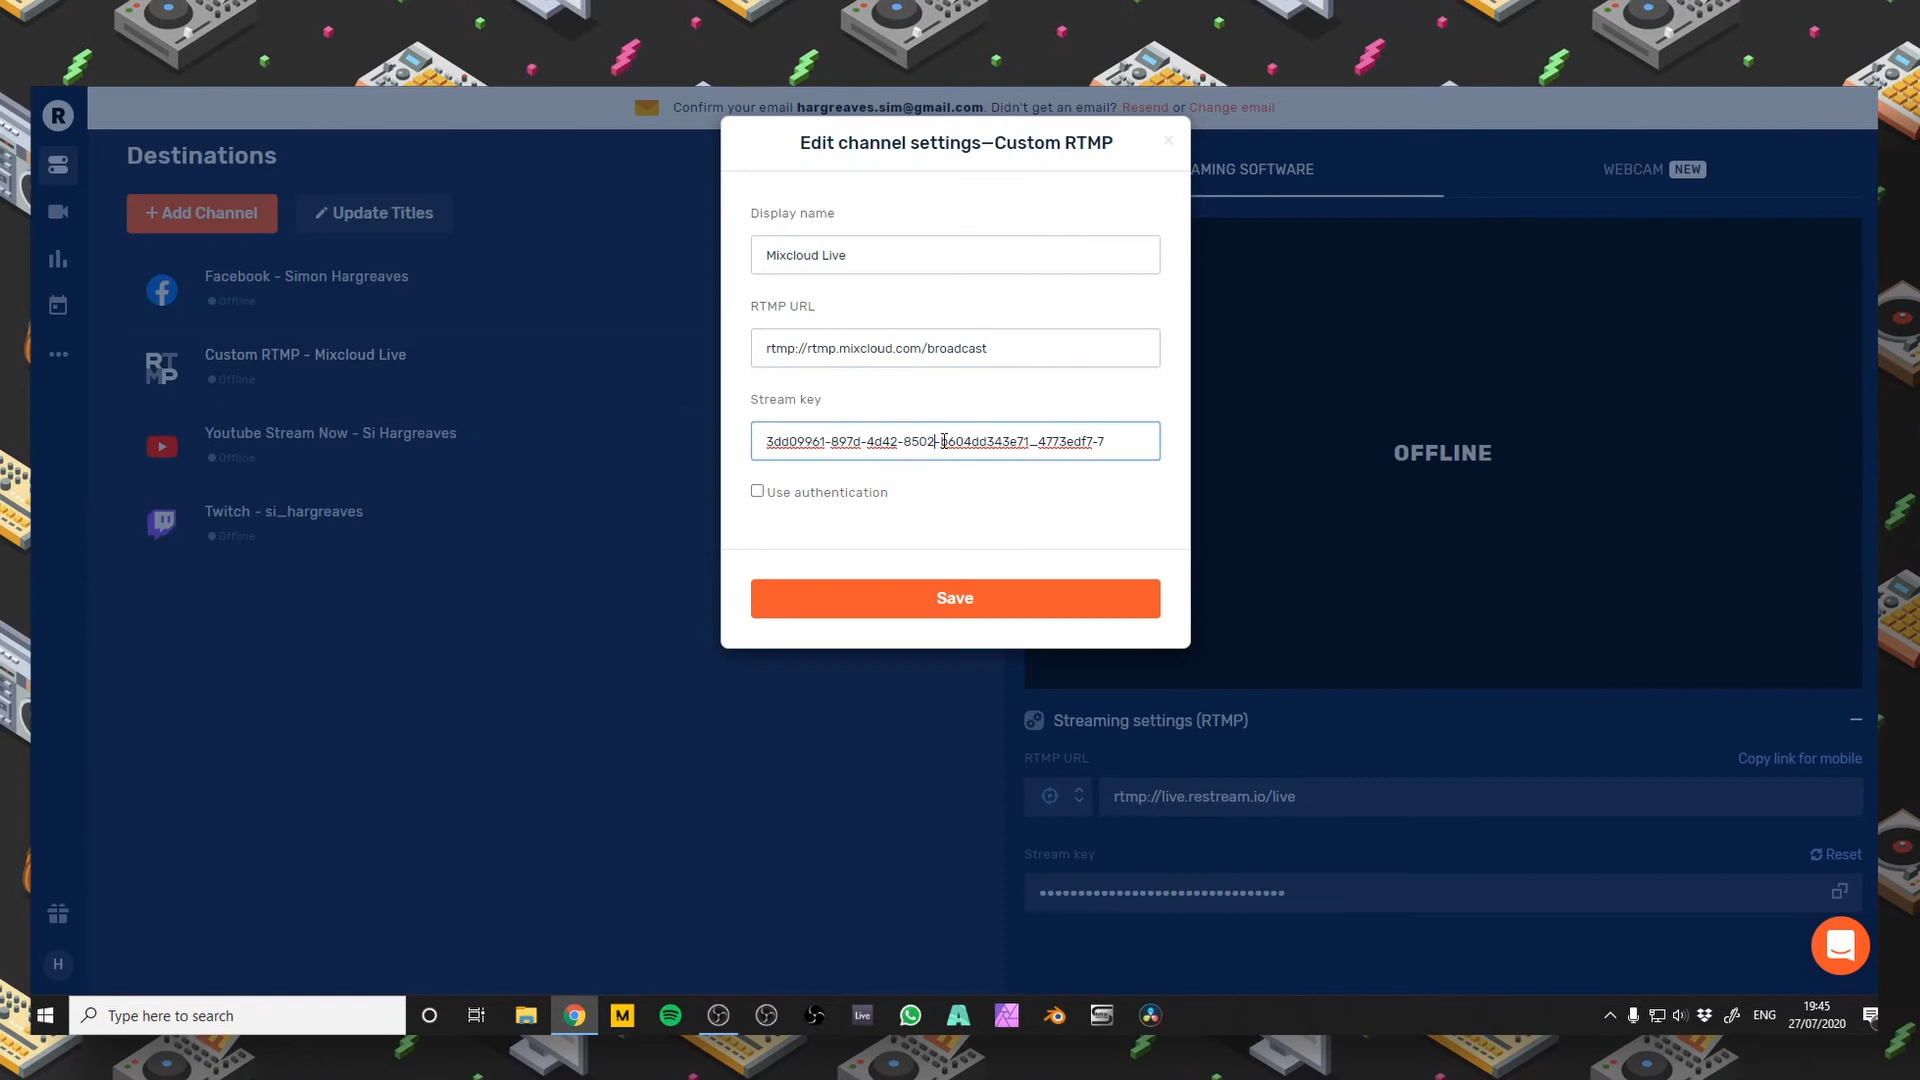 Confirm your email hargreaves.sim@gmail.com. Didn't get an email? Resend or Change email
R
Destinations
+ Add Channel
Update Titles
Facebook - Simon Hargreaves
Offline
RTMP
Custom RTMP - Mixcloud Live
Offline
Youtube Stream Now - Si Hargreaves
Offline
Twitch - si_hargreaves
Offline
H
Edit channel settings—Custom RTMP
×
Display name
Mixcloud Live
RTMP URL
rtmp://rtmp.mixcloud.com/broadcast
Stream key
3dd09961-897d-4d42-8502-b604dd343e71_4773edf7-7
Use authentication
Save
AMING SOFTWARE
WEBCAM NEW
OFFLINE
Streaming settings (RTMP)
RTMP URL
Copy link for mobile
rtmp://live.restream.io/live
Stream key
Reset
Type here to search
M
Live
ENG
19:45
27/07/2020